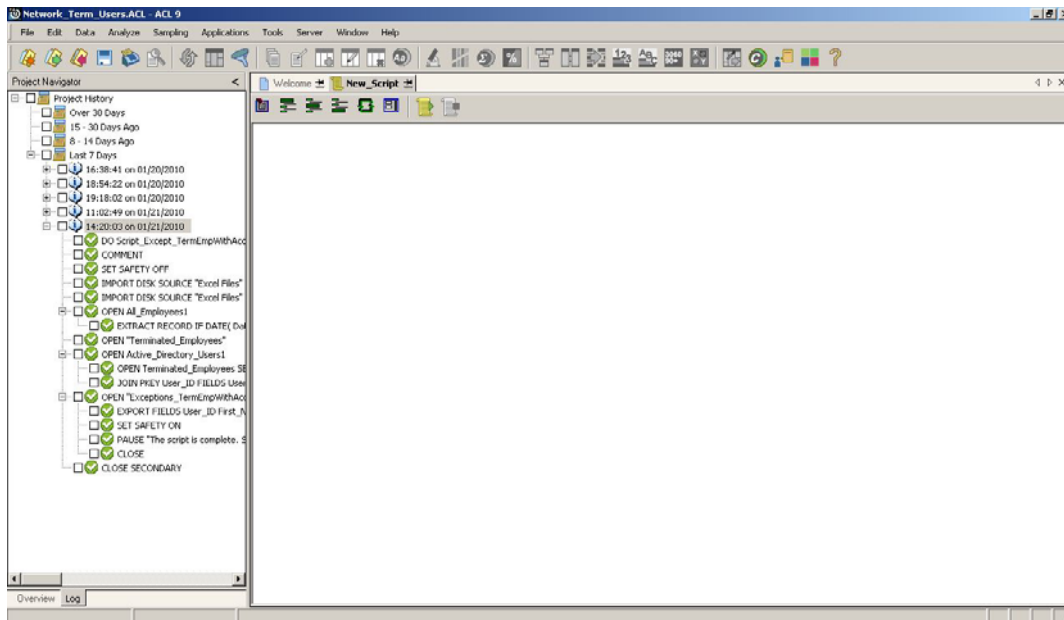 Network_Term_Users.ACL - ACL 9
File Edit Data Analyze Sampling Applications Tools Server Window Help
Project Navigator <
Welcome New_Script
Project History
Over 30 Days
15 - 30 Days Ago
8 - 14 Days Ago
Last 7 Days
16:38:41 on 01/20/2010
18:54:22 on 01/20/2010
19:18:02 on 01/20/2010
11:02:49 on 01/21/2010
14:20:03 on 01/21/2010
DO Script_Except_TermEmpWithAcc
COMMENT
SET SAFETY OFF
IMPORT DISK SOURCE "Excel Files"
IMPORT DISK SOURCE "Excel Files"
OPEN All_Employees1
EXTRACT RECORD IF DATE( Dat
OPEN "Terminated_Employees"
OPEN Active_Directory_Users1
OPEN Terminated_Employees SE
JOIN PKEY User_ID FIELDS User
OPEN "Exceptions_TermEmpWithAcc
EXPORT FIELDS User_ID First_N
SET SAFETY ON
PAUSE "The script is complete. S
CLOSE
CLOSE SECONDARY
Overview Log